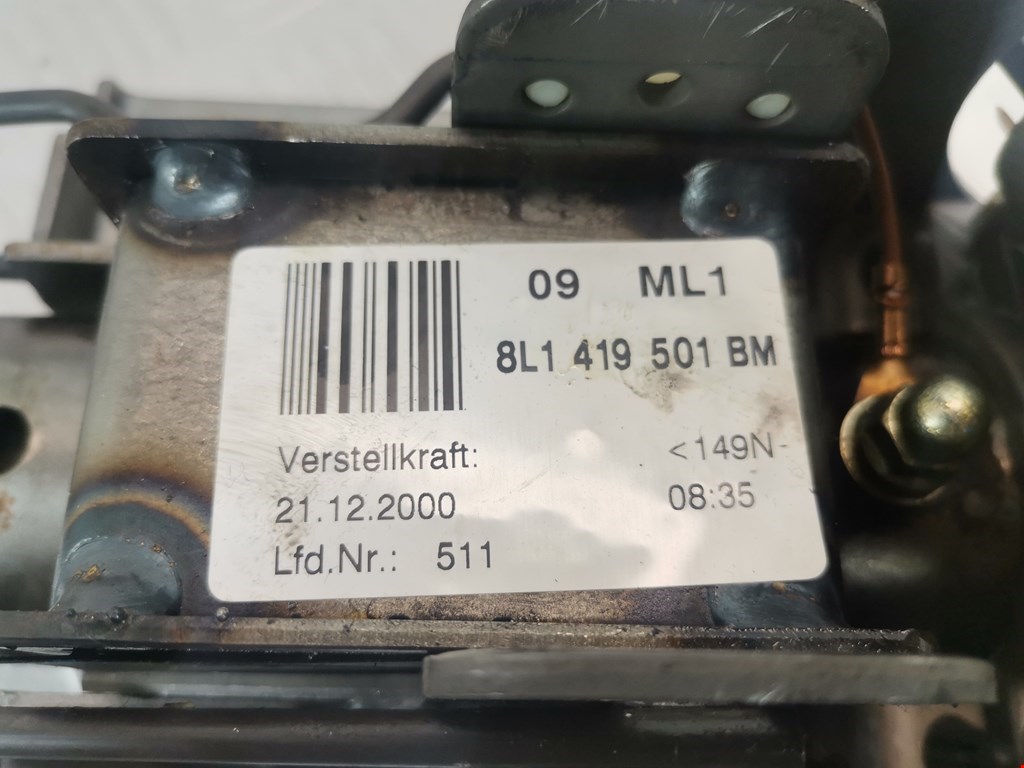 09 ML1
8L1 419 501 BM
Verstellkraft: <149N-
21.12.2000 08:35
Lfd.Nr.: 511